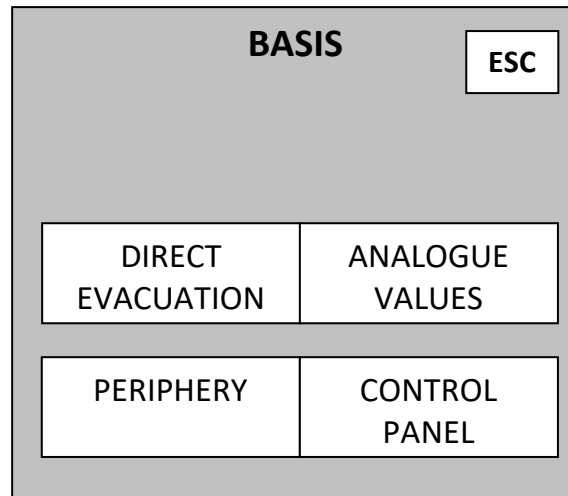 BASIS
ESC
DIRECT
EVACUATION
ANALOGUE
VALUES
PERIPHERY
CONTROL
PANEL